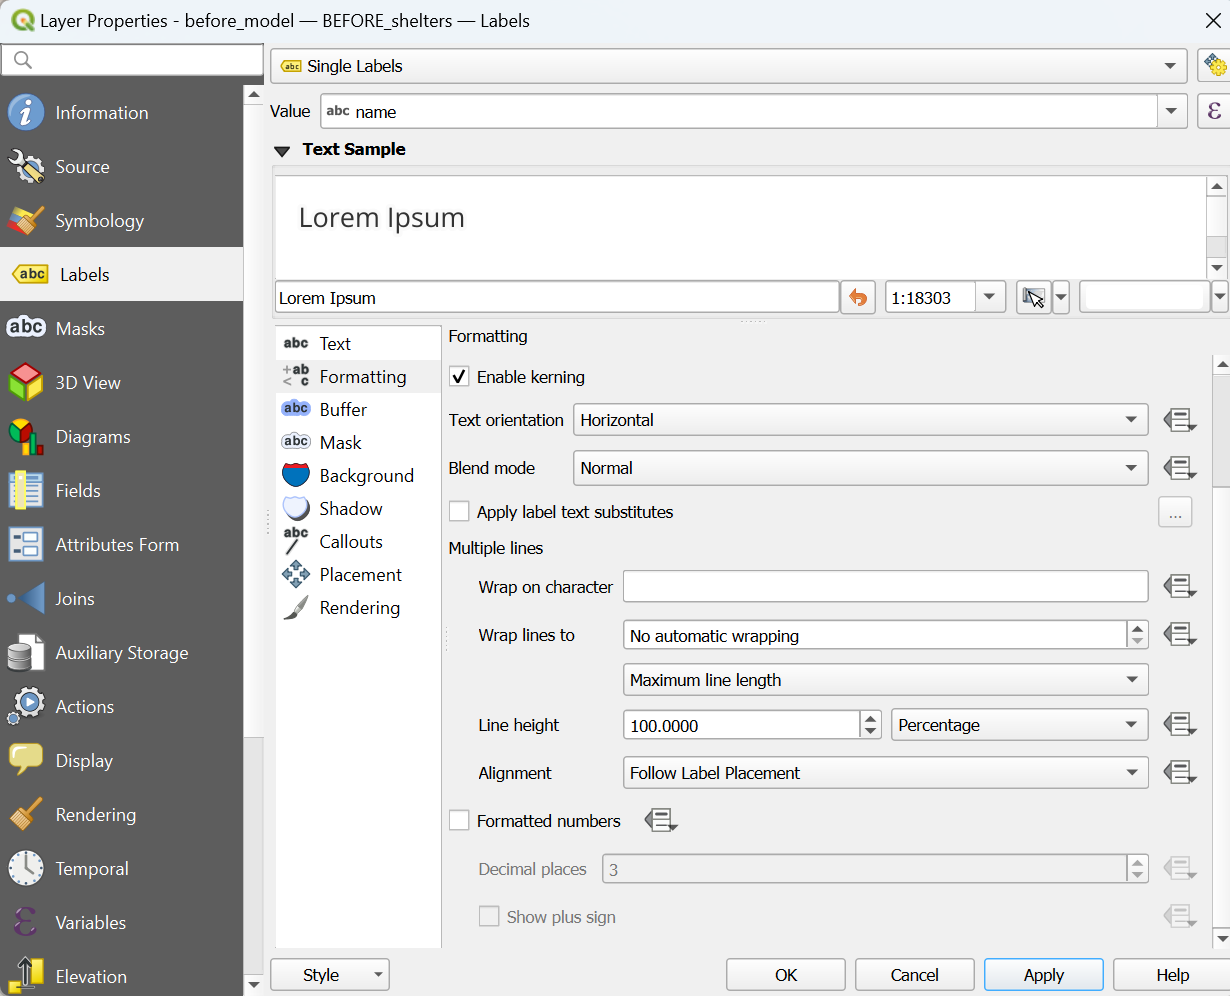 Layer Properties - before_model — BEFORE_shelters — Labels
Information
Source
Symbology
abc Labels
abc Masks
3D View
Diagrams
Fields
Attributes Form
Joins
Auxiliary Storage
Actions
Display
Rendering
Temporal
ε Variables
Elevation
abc Single Labels
Value abc name ε
Text Sample
Lorem Ipsum
Lorem Ipsum 1:18303
abc Text
+ab < c Formatting
abc Buffer
abc Mask
Background
Shadow
abc Callouts
Placement
Rendering
Formatting
Enable kerning
Text orientation Horizontal
Blend mode Normal
Apply label text substitutes ...
Multiple lines
Wrap on character
Wrap lines to No automatic wrapping
Maximum line length
Line height 100.0000 Percentage
Alignment Follow Label Placement
Formatted numbers
Decimal places 3
Show plus sign
Style OK Cancel Apply Help